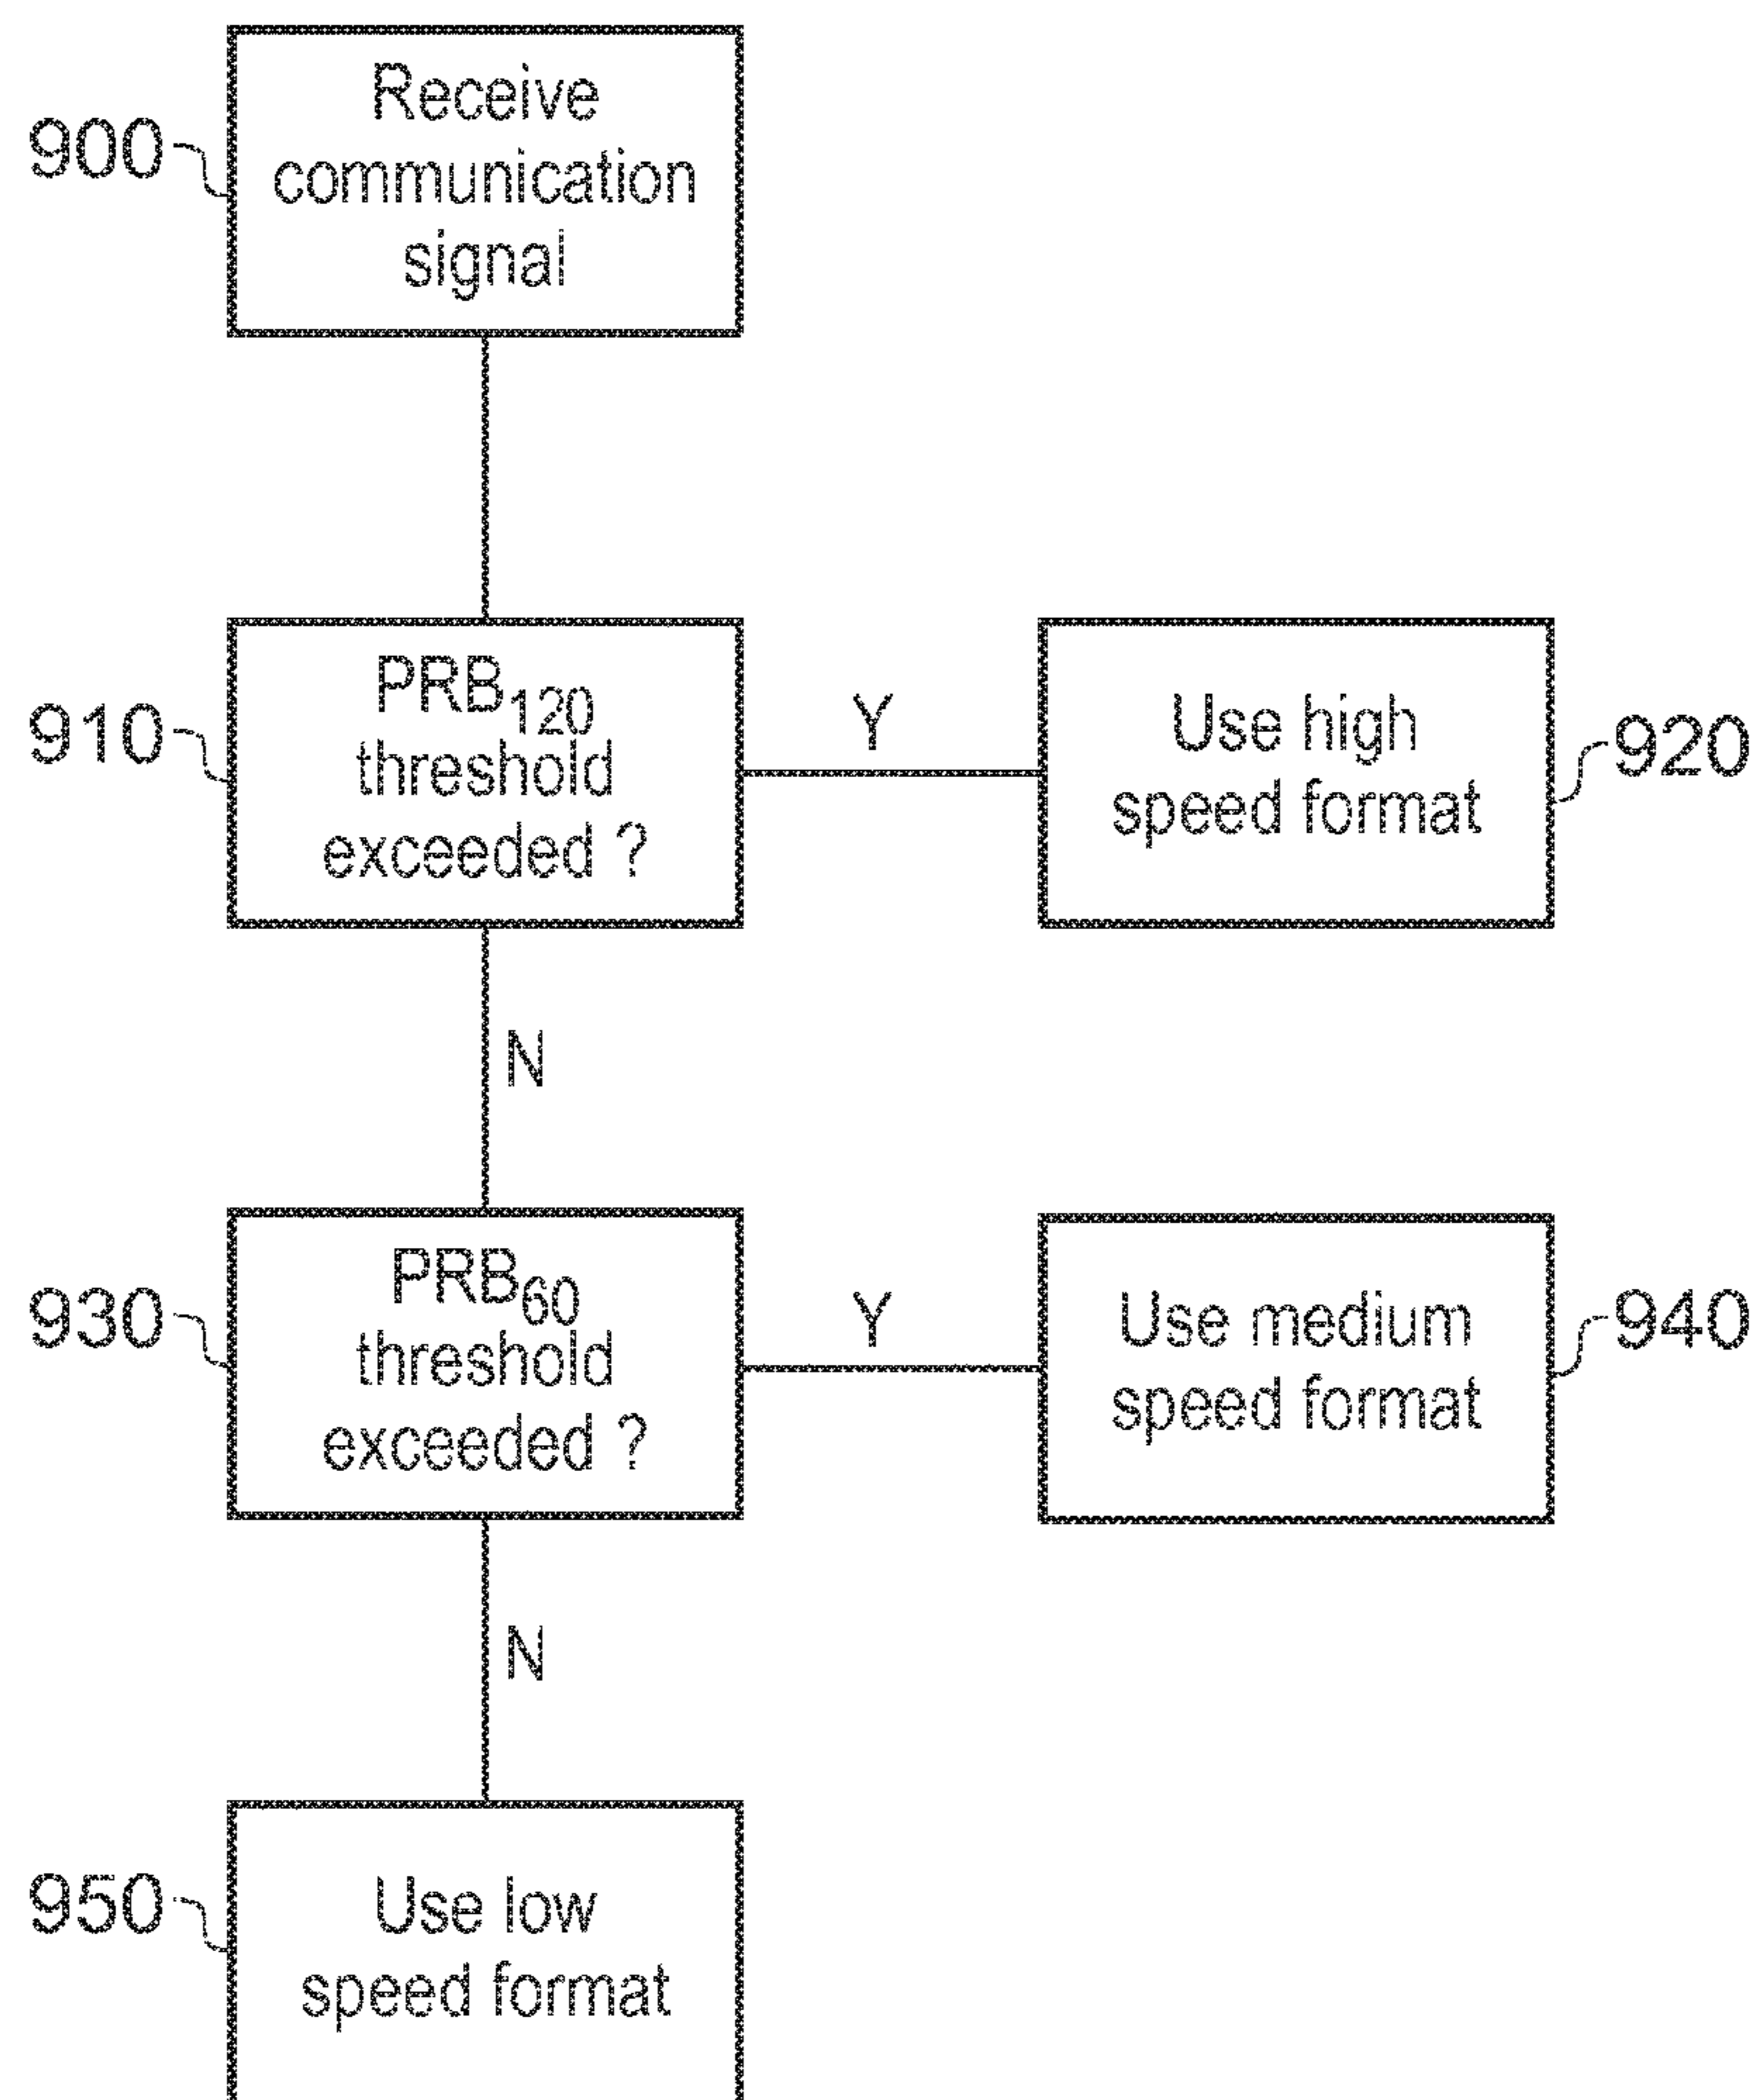 900
Receive
communication
signal
910
PRB120
threshold
exceeded ?
Y
Use high
speed format
920
N
930
PRB60
threshold
exceeded ?
Y
Use medium
speed format
940
N
950
Use low
speed format